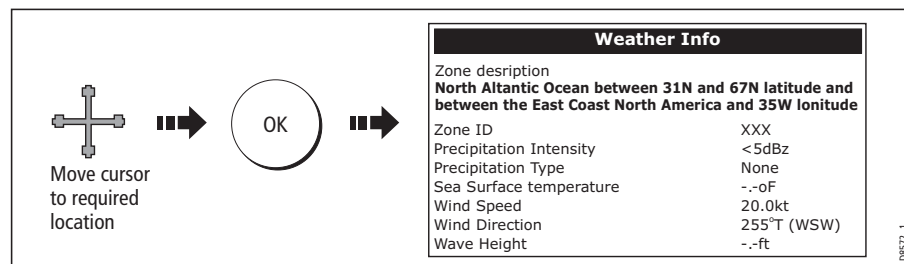 Move cursor
to required
location
OK
Weather Info
Zone desription
North Altantic Ocean between 31N and 67N latitude and
between the East Coast North America and 35W lonitude
Zone ID XXX
Precipitation Intensity <5dBz
Precipitation Type None
Sea Surface temperature -.-oF
Wind Speed 20.0kt
Wind Direction 255°T (WSW)
Wave Height -.-ft
D8572_1